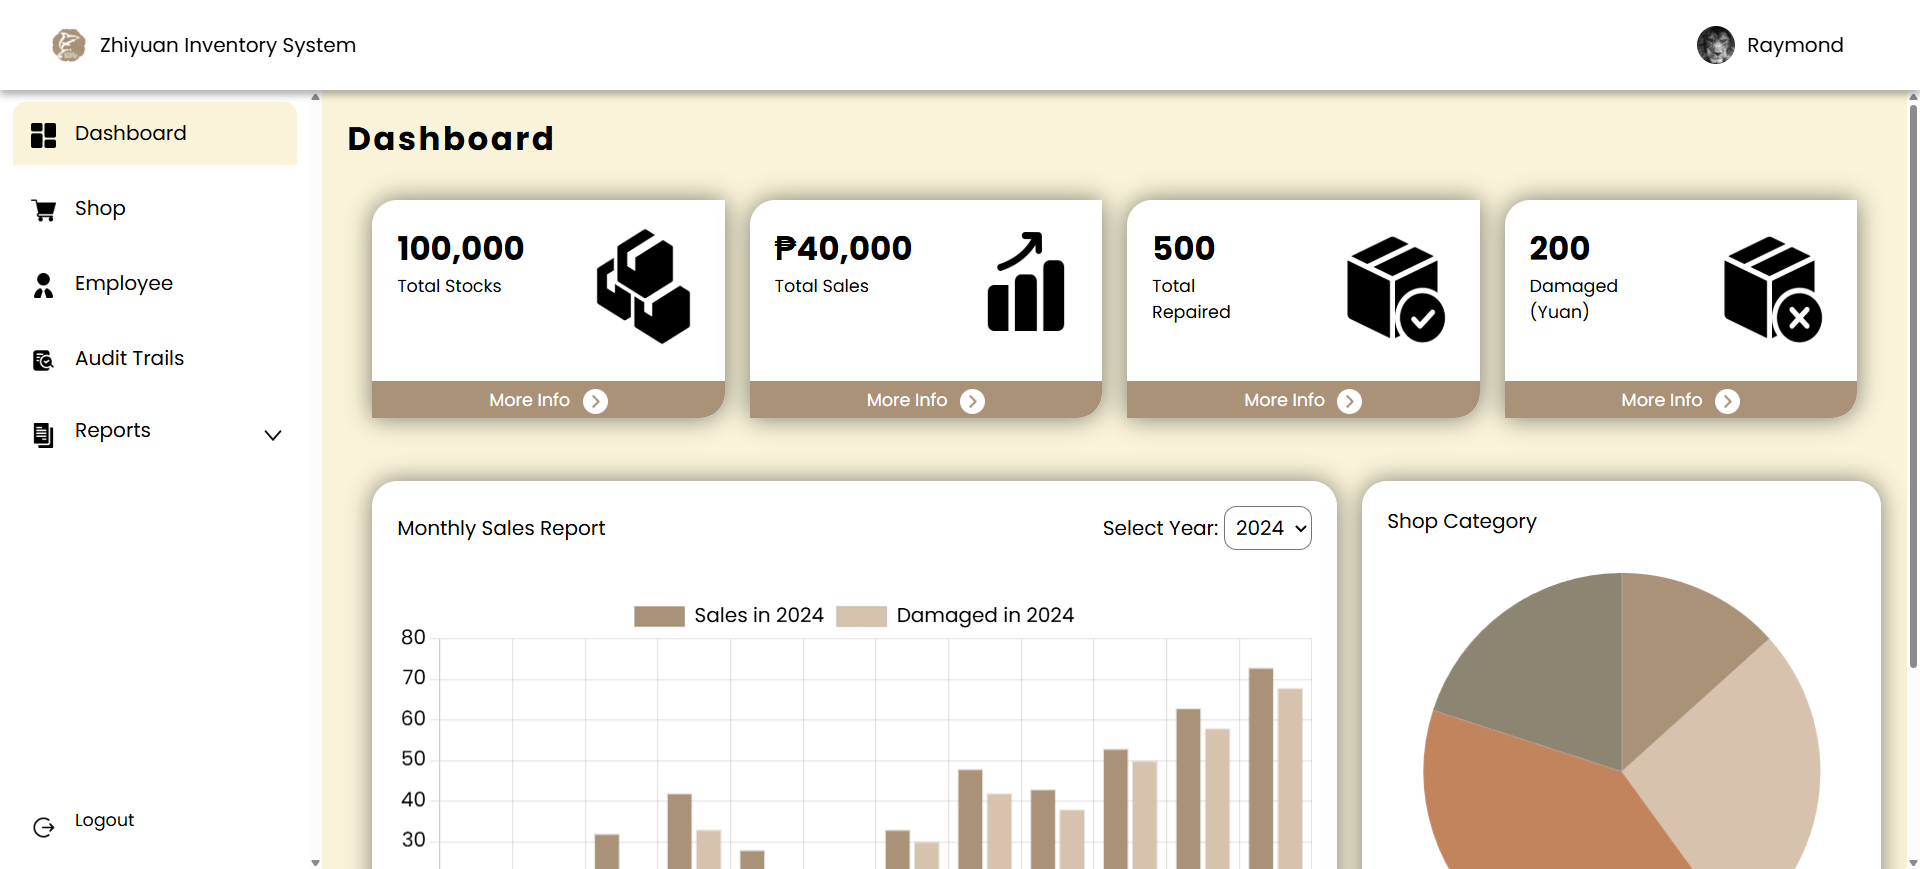 Zhiyuan Inventory System
Raymond
Dashboard
Shop
Employee
Audit Trails
Reports
Logout
Dashboard
100,000
Total Stocks
More Info
₱40,000
Total Sales
More Info
500
Total
Repaired
More Info
200
Damaged
(Yuan)
More Info
Monthly Sales Report
Select Year: 2024
Sales in 2024 Damaged in 2024
80
70
60
50
40
30
Shop Category